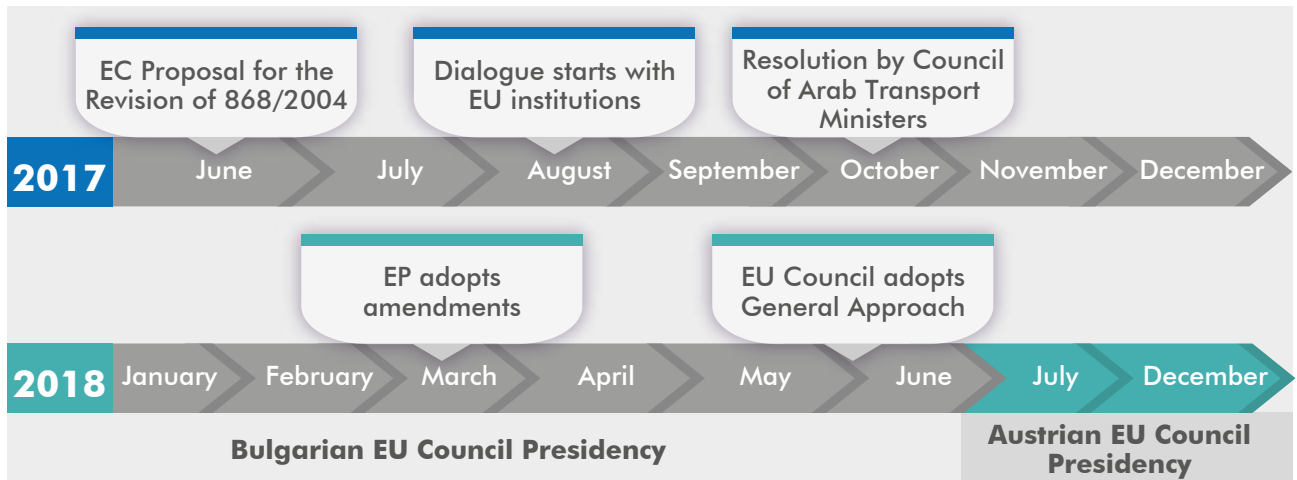 EC Proposal for the
Revision of 868/2004
Dialogue starts with
EU institutions
Resolution by Council
of Arab Transport
Ministers
2017 June July August September October November December
EP adopts
amendments
EU Council adopts
General Approach
2018 January February March April May June July December
Bulgarian EU Council Presidency
Austrian EU Council
Presidency